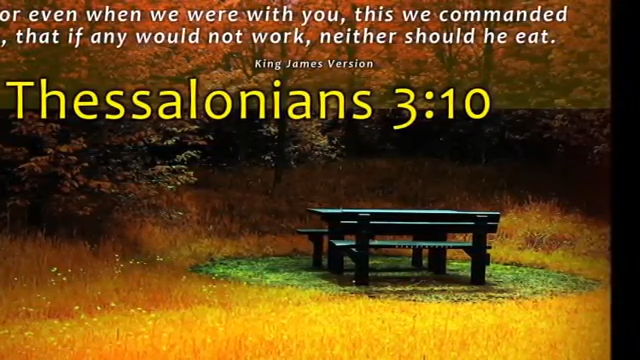 or even when we were with you, this we commanded
, that if any would not work, neither should he eat.
King James Version
Thessalonians 3:10